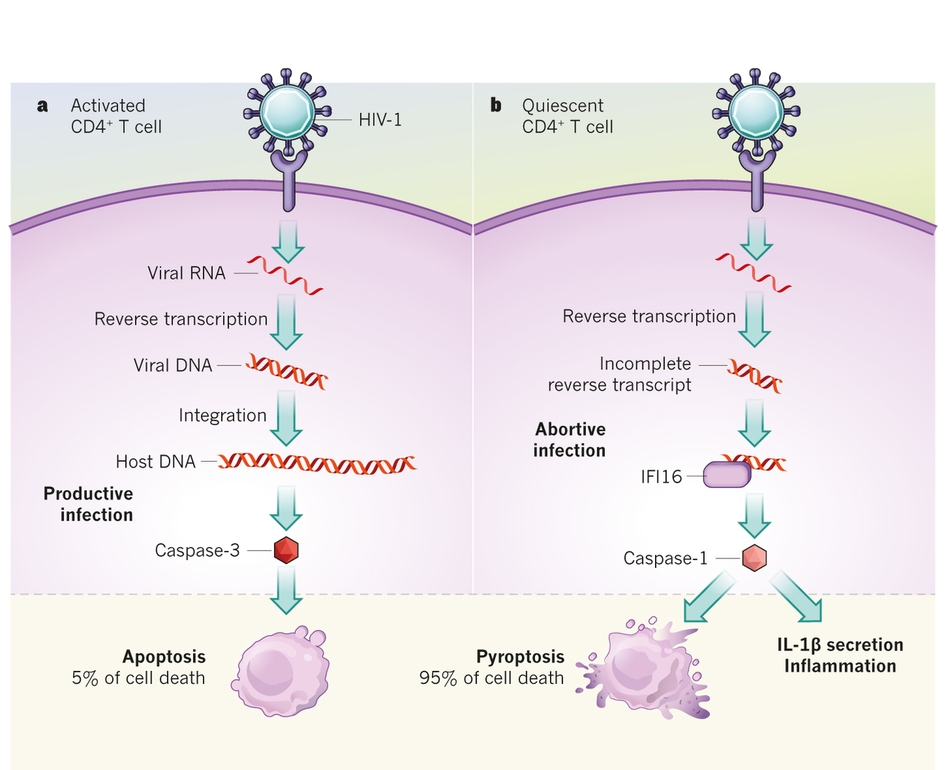 a Activated
CD4⁺ T cell
HIV-1
Viral RNA
Reverse transcription
Viral DNA
Integration
Host DNA
Productive
infection
Caspase-3
Apoptosis
5% of cell death
b Quiescent
CD4⁺ T cell
Reverse transcription
Incomplete
reverse transcript
Abortive
infection
IFI16
Caspase-1
Pyroptosis
95% of cell death
IL-1β secretion
Inflammation